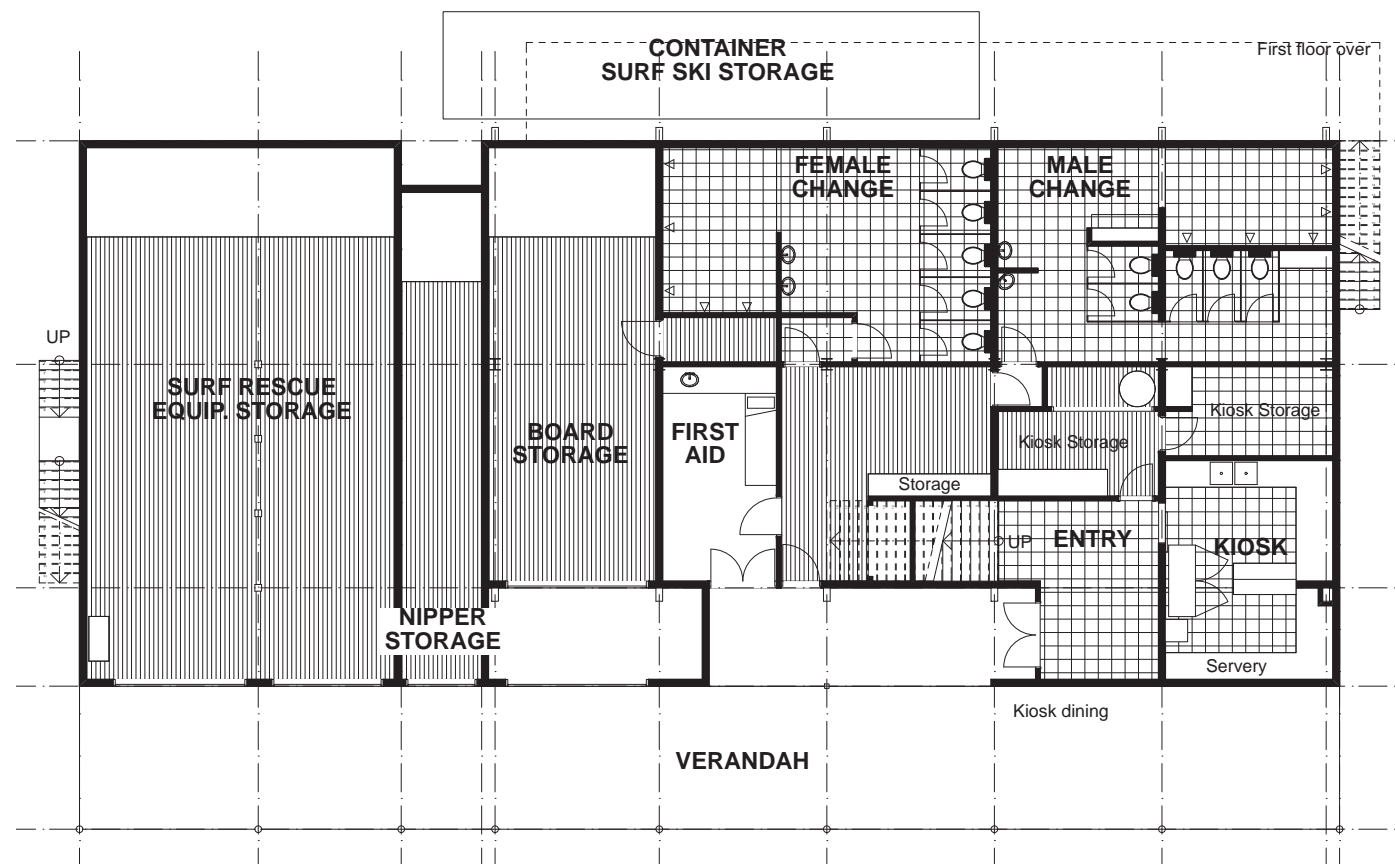 CONTAINER
SURF SKI STORAGE
First floor over
FEMALE
CHANGE
MALE
CHANGE
UP
SURF RESCUE
EQUIP. STORAGE
BOARD
STORAGE
FIRST
AID
Kiosk Storage
Kiosk Storage
Storage
UP
ENTRY
KIOSK
NIPPER
STORAGE
Servery
Kiosk dining
VERANDAH